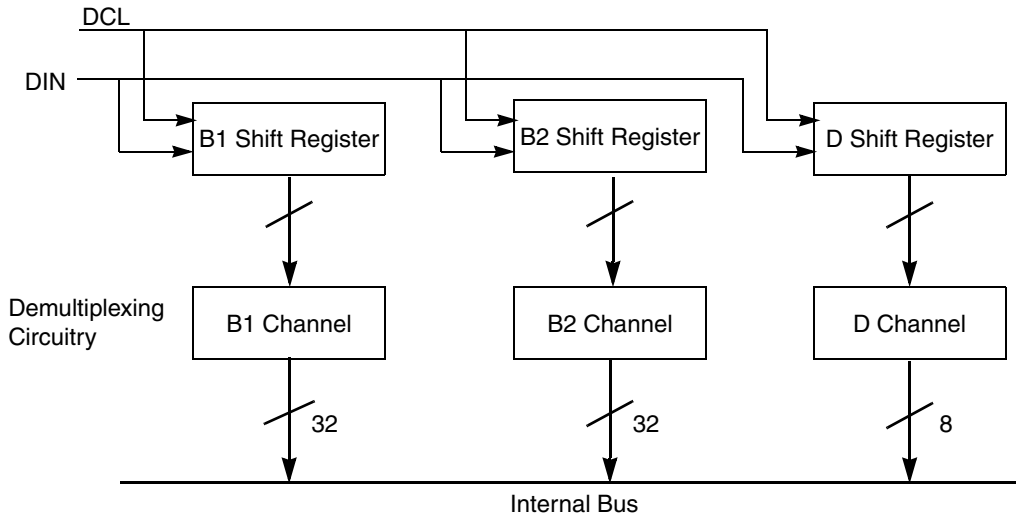 DCL
DIN
B1 Shift Register
B2 Shift Register
D Shift Register
Demultiplexing
Circuitry
B1 Channel
B2 Channel
D Channel
32
32
8
Internal Bus